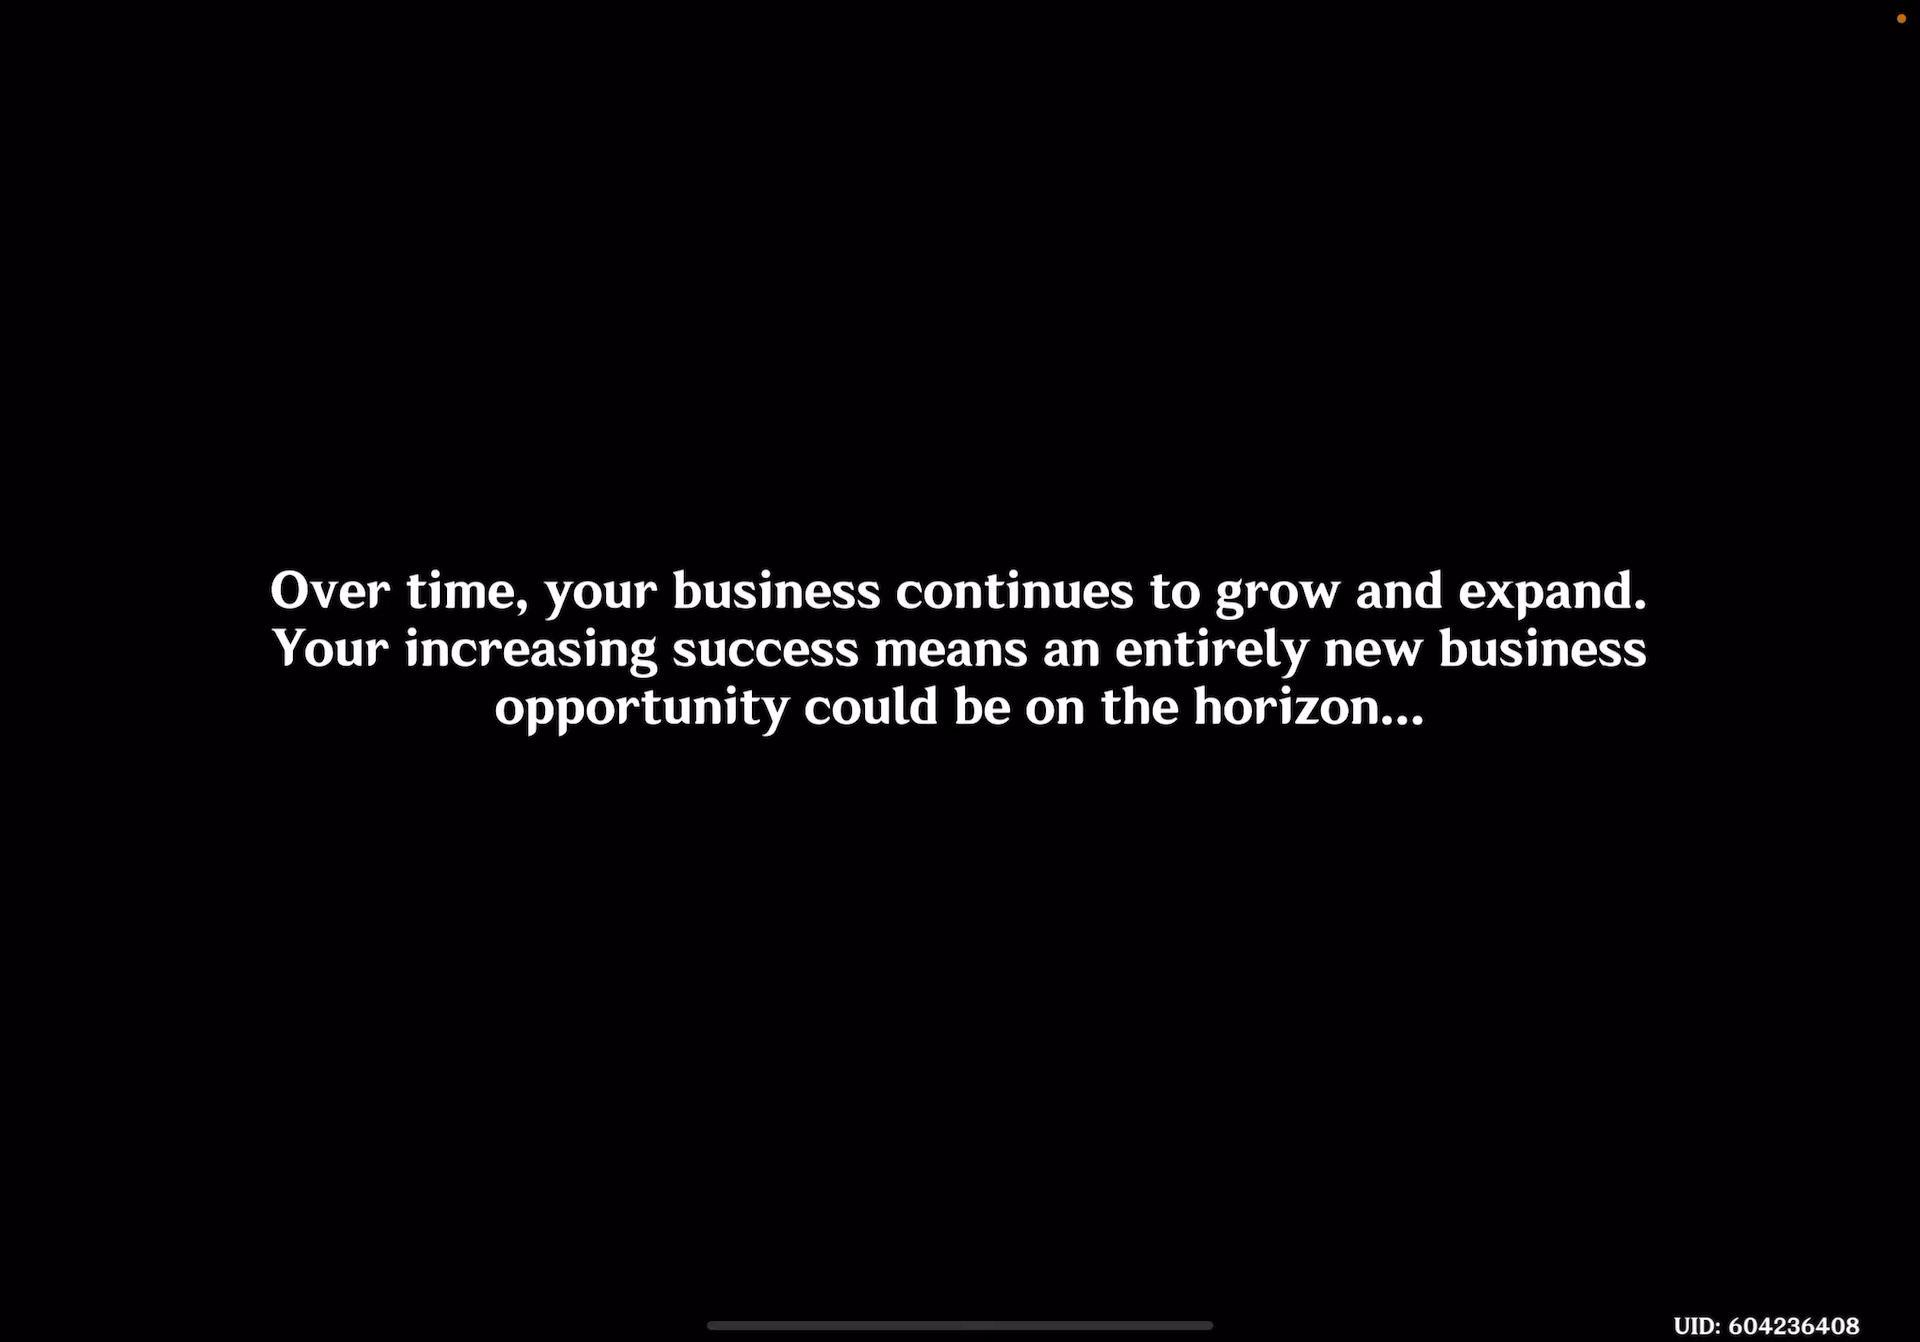 Over time, your business continues to grow and expand.
Your increasing success means an entirely new business
opportunity could be on the horizon...
UID: 604236408